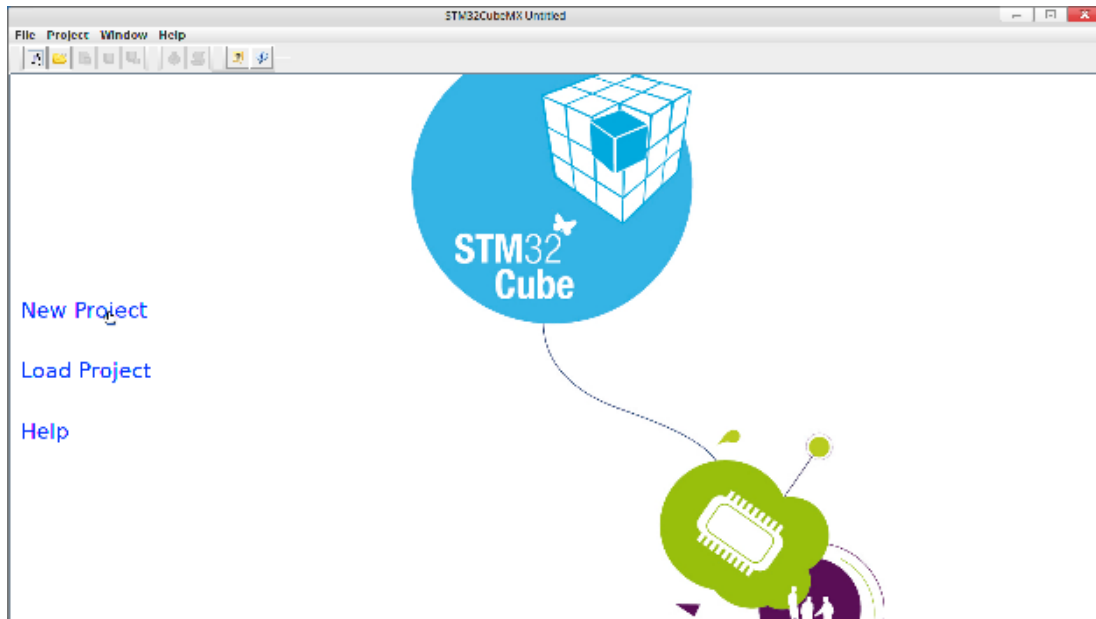 STM32CubeMX Untitled
File Project Window Help
STM32
Cube
New Project
Load Project
Help